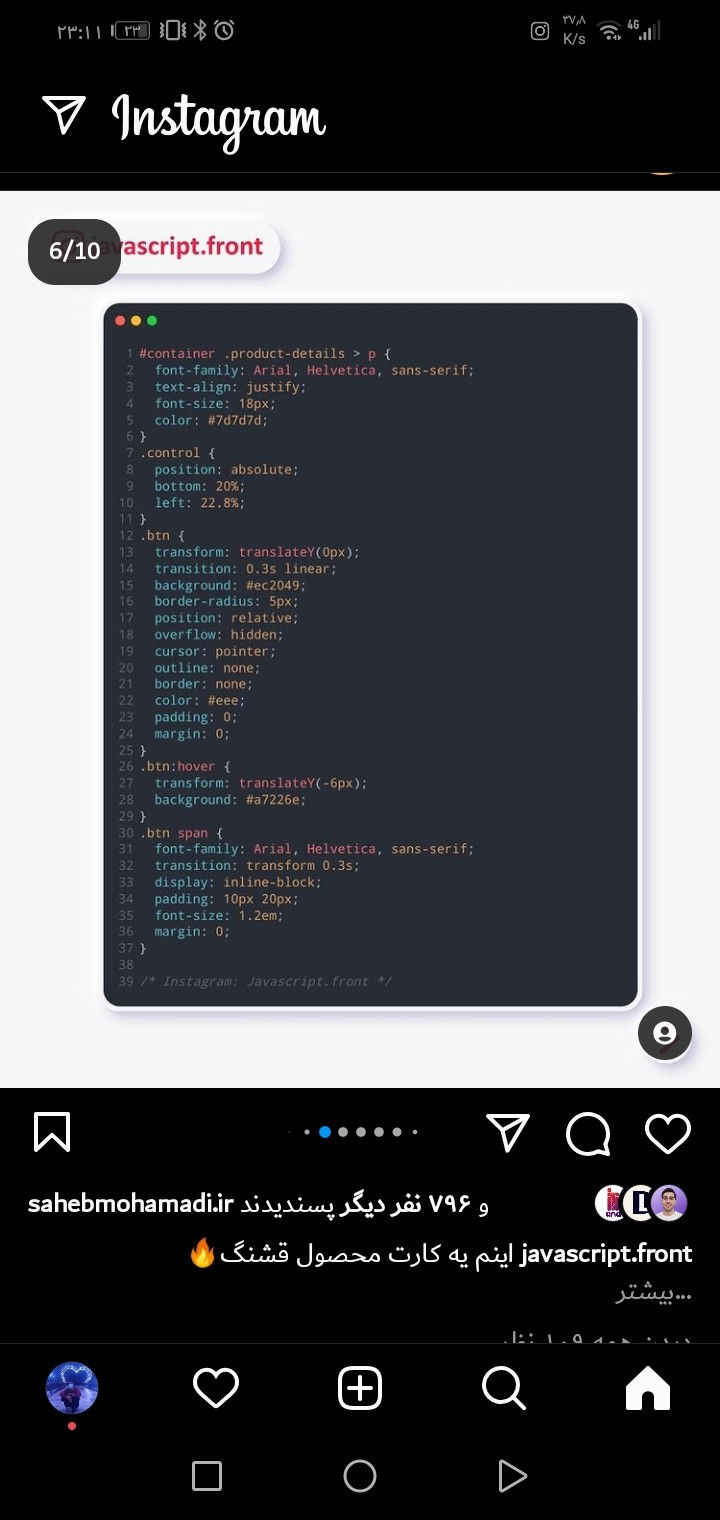 ۲۳:۱۱
۲۳
۳۷٫۸
K/s
4G
Instagram
6/10
avascript.front
1 #container .product-details > p {
2   font-family: Arial, Helvetica, sans-serif;
3   text-align: justify;
4   font-size: 18px;
5   color: #7d7d7d;
6 }
7 .control {
8   position: absolute;
9   bottom: 20%;
10   left: 22.8%;
11 }
12 .btn {
13   transform: translateY(0px);
14   transition: 0.3s linear;
15   background: #ec2049;
16   border-radius: 5px;
17   position: relative;
18   overflow: hidden;
19   cursor: pointer;
20   outline: none;
21   border: none;
22   color: #eee;
23   padding: 0;
24   margin: 0;
25 }
26 .btn:hover {
27   transform: translateY(-6px);
28   background: #a7226e;
29 }
30 .btn span {
31   font-family: Arial, Helvetica, sans-serif;
32   transition: transform 0.3s;
33   display: inline-block;
34   padding: 10px 20px;
35   font-size: 1.2em;
36   margin: 0;
37 }
38
39 /* Instagram: Javascript.front */
و ۷۹۶ نفر دیگر پسندیدند sahebmohamadi.ir
javascript.front اینم یه کارت محصول قشنگ🔥
...بیشتر